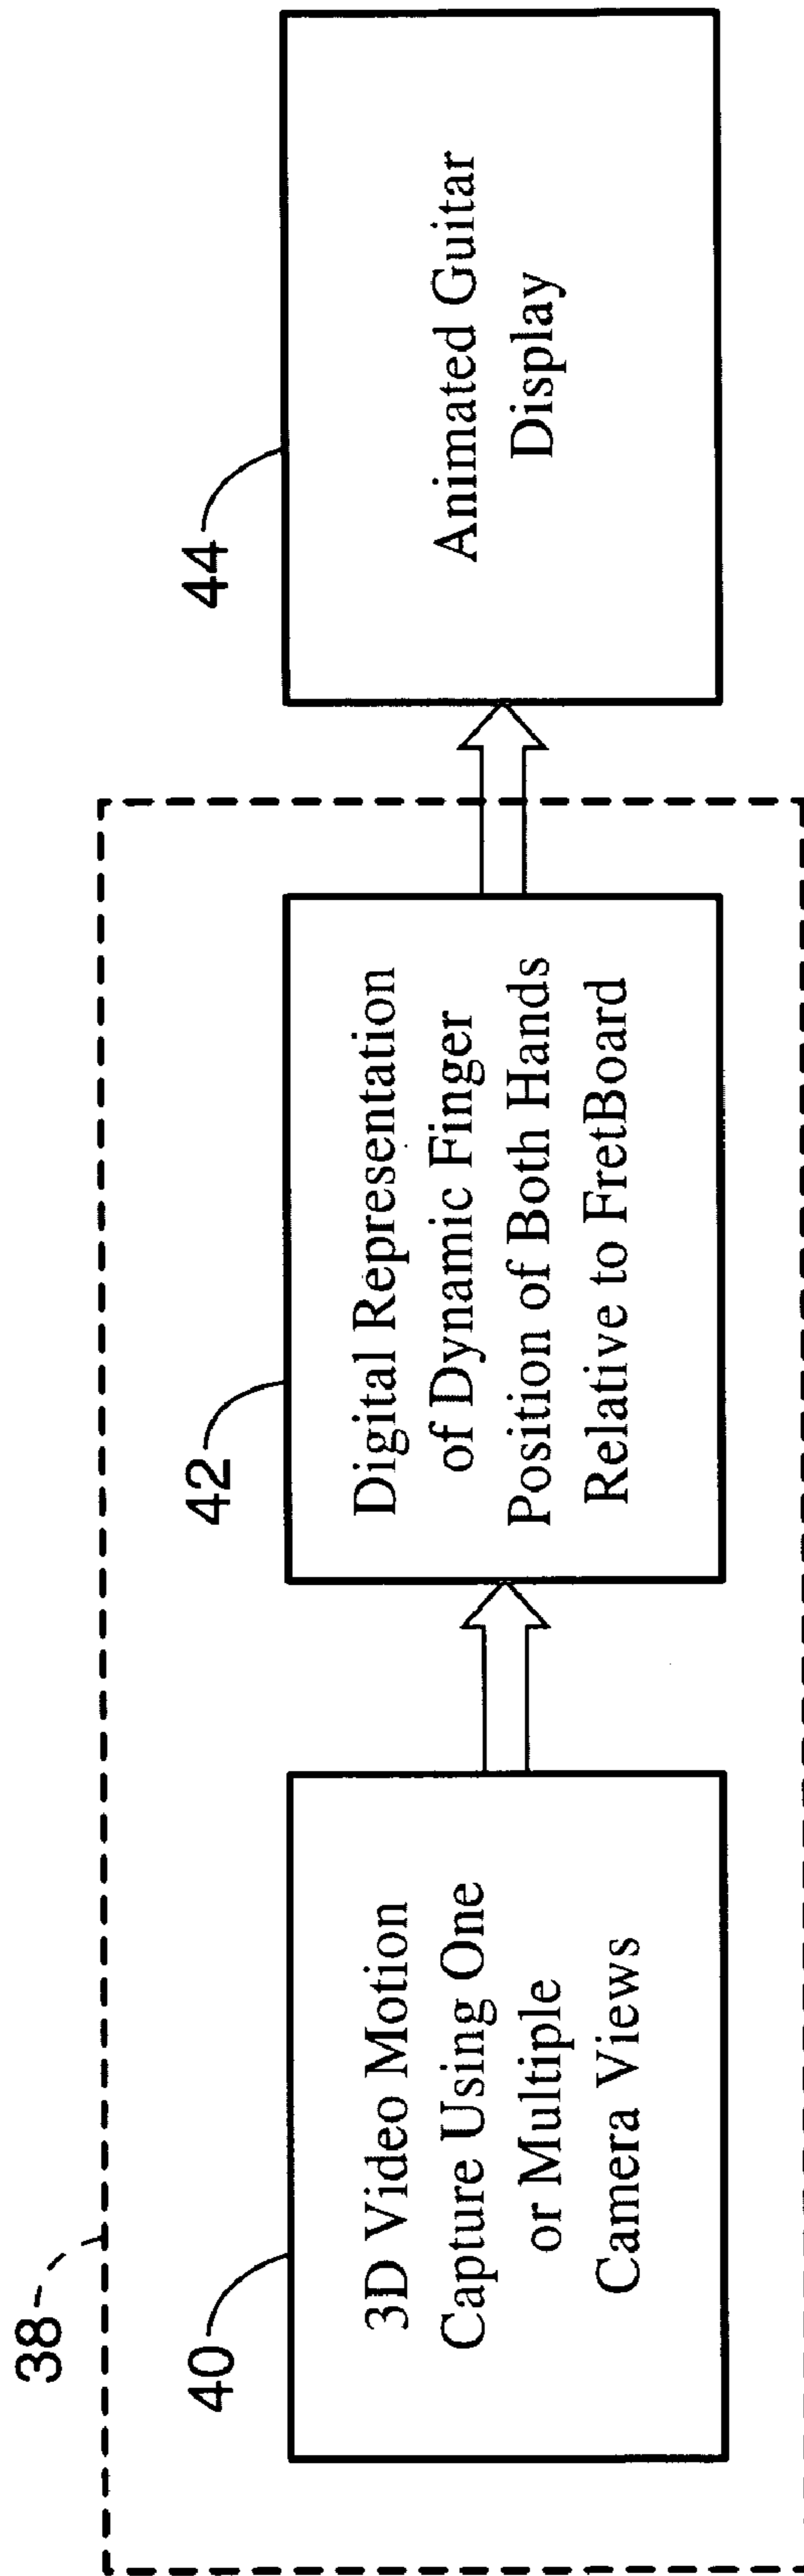 38
40
3D Video Motion
Capture Using One
or Multiple
Camera Views
42
Digital Representation
of Dynamic Finger
Position of Both Hands
Relative to FretBoard
44
Animated Guitar
Display